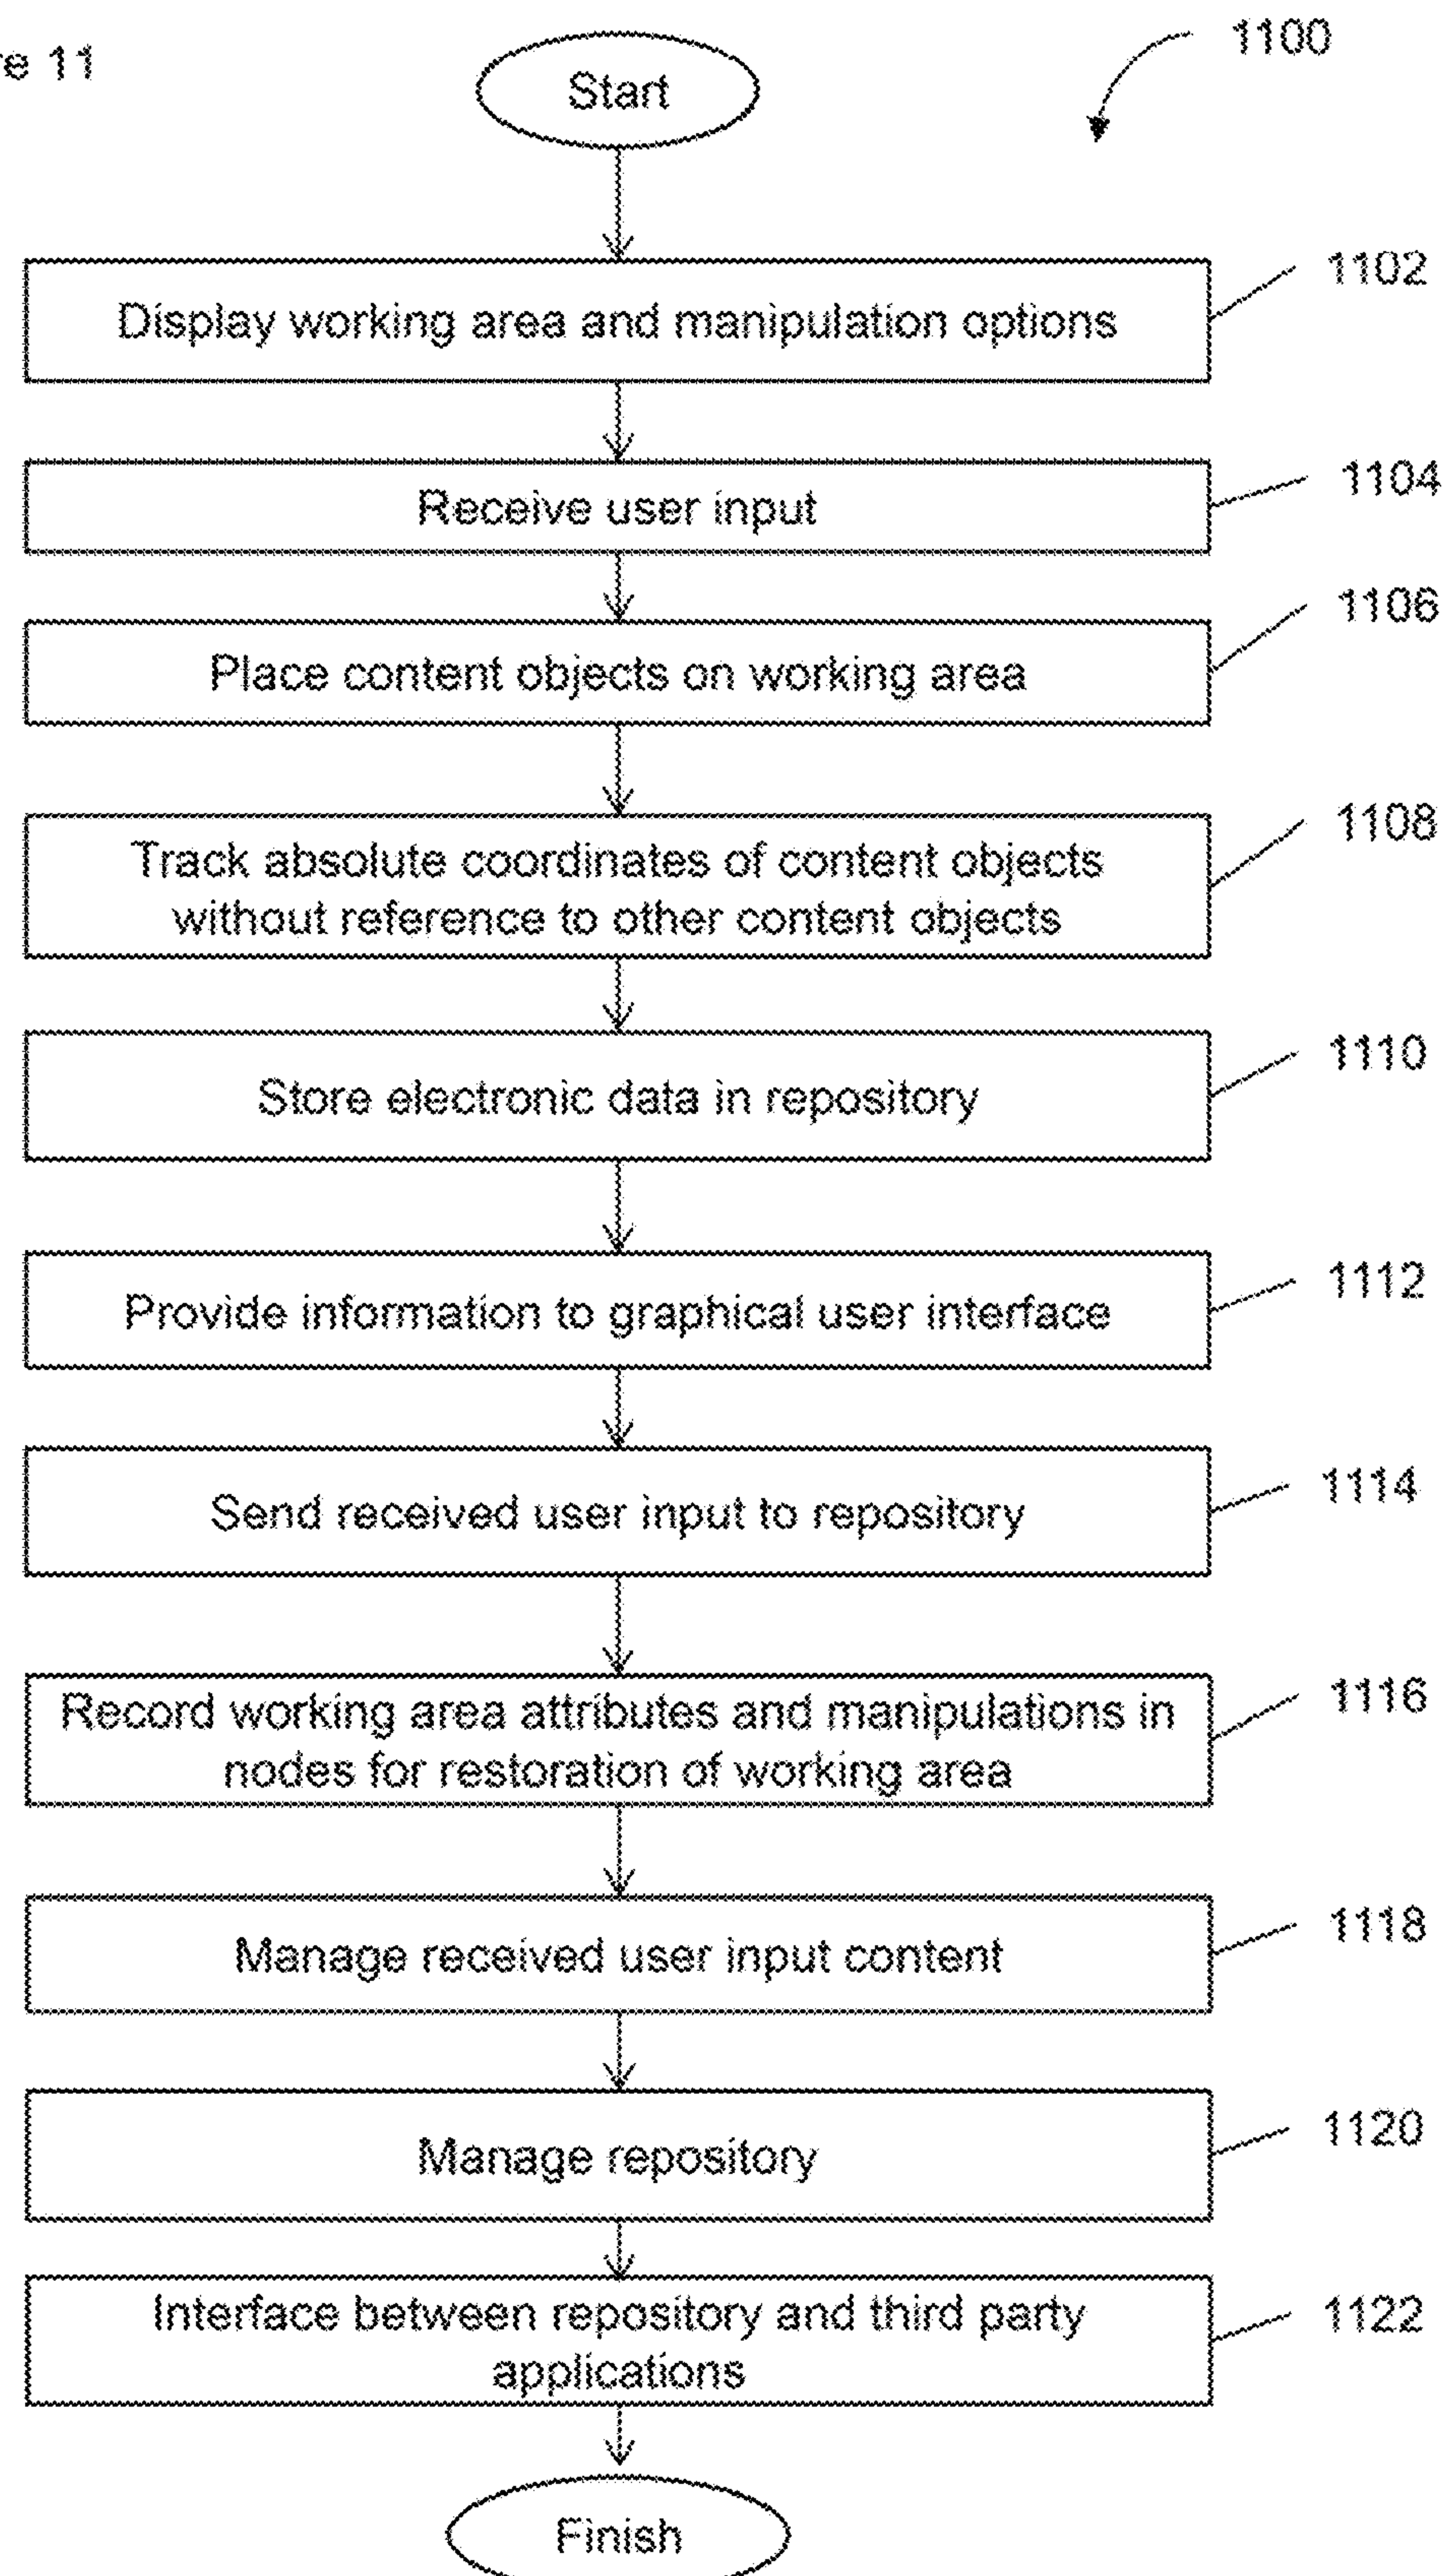 re 11
1100
Start
1102
Display working area and manipulation options
1104
Receive user input
1106
Place content objects on working area
1108
Track absolute coordinates of content objects
without reference to other content objects
1110
Store electronic data in repository
1112
Provide information to graphical user interface
1114
Send received user input to repository
1116
Record working area attributes and manipulations in
nodes for restoration of working area
1118
Manage received user input content
1120
Manage repository
1122
Interface between repository and third party
applications
Finish